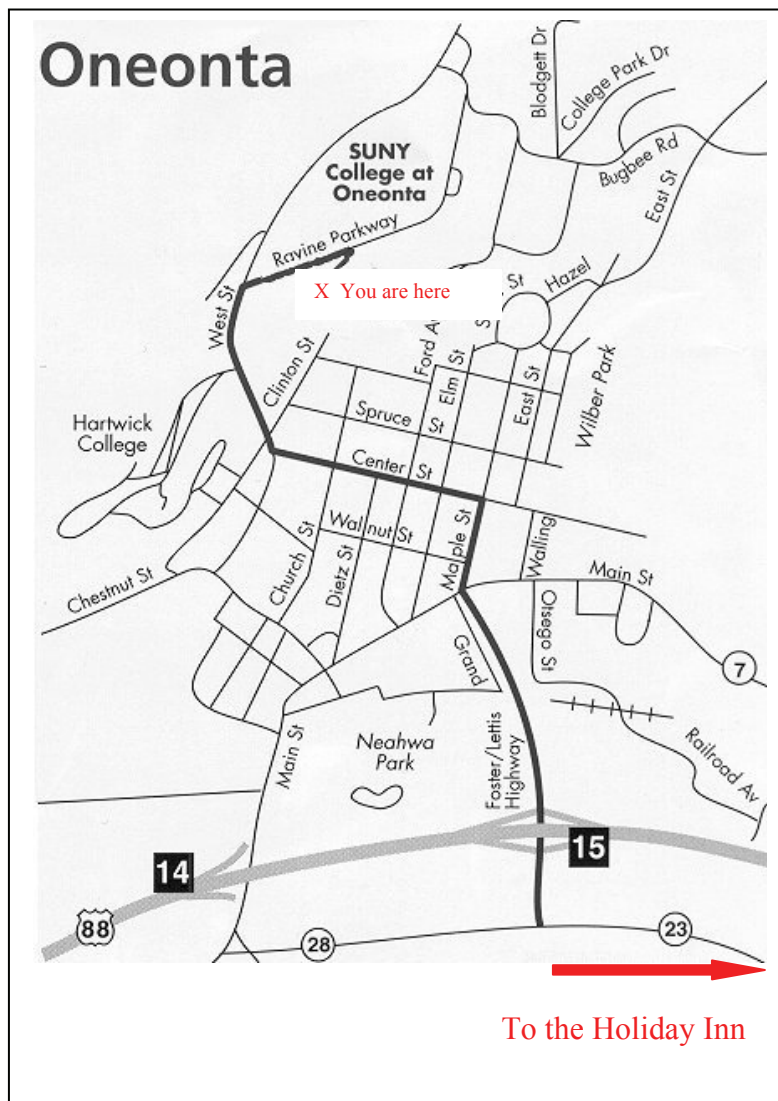 Oneonta
Blodgett Dr
College Park Dr
SUNY
College at
Oneonta
Bugbee Rd
East St
Ravine Parkway
X You are here
St
Hazel
S
West St
Ford Av
Clinton St
Elm St
East St
Wilber Park
Hartwick
College
Spruce St
Center St
Walnut St
Maple St
Walling
Chestnut St
Church St
Dietz St
Main St
Otsego St
Grand
7
Neahwa
Park
Main St
Foster/Lettis
Highway
Railroad Av
14
15
88
28
23
To the Holiday Inn